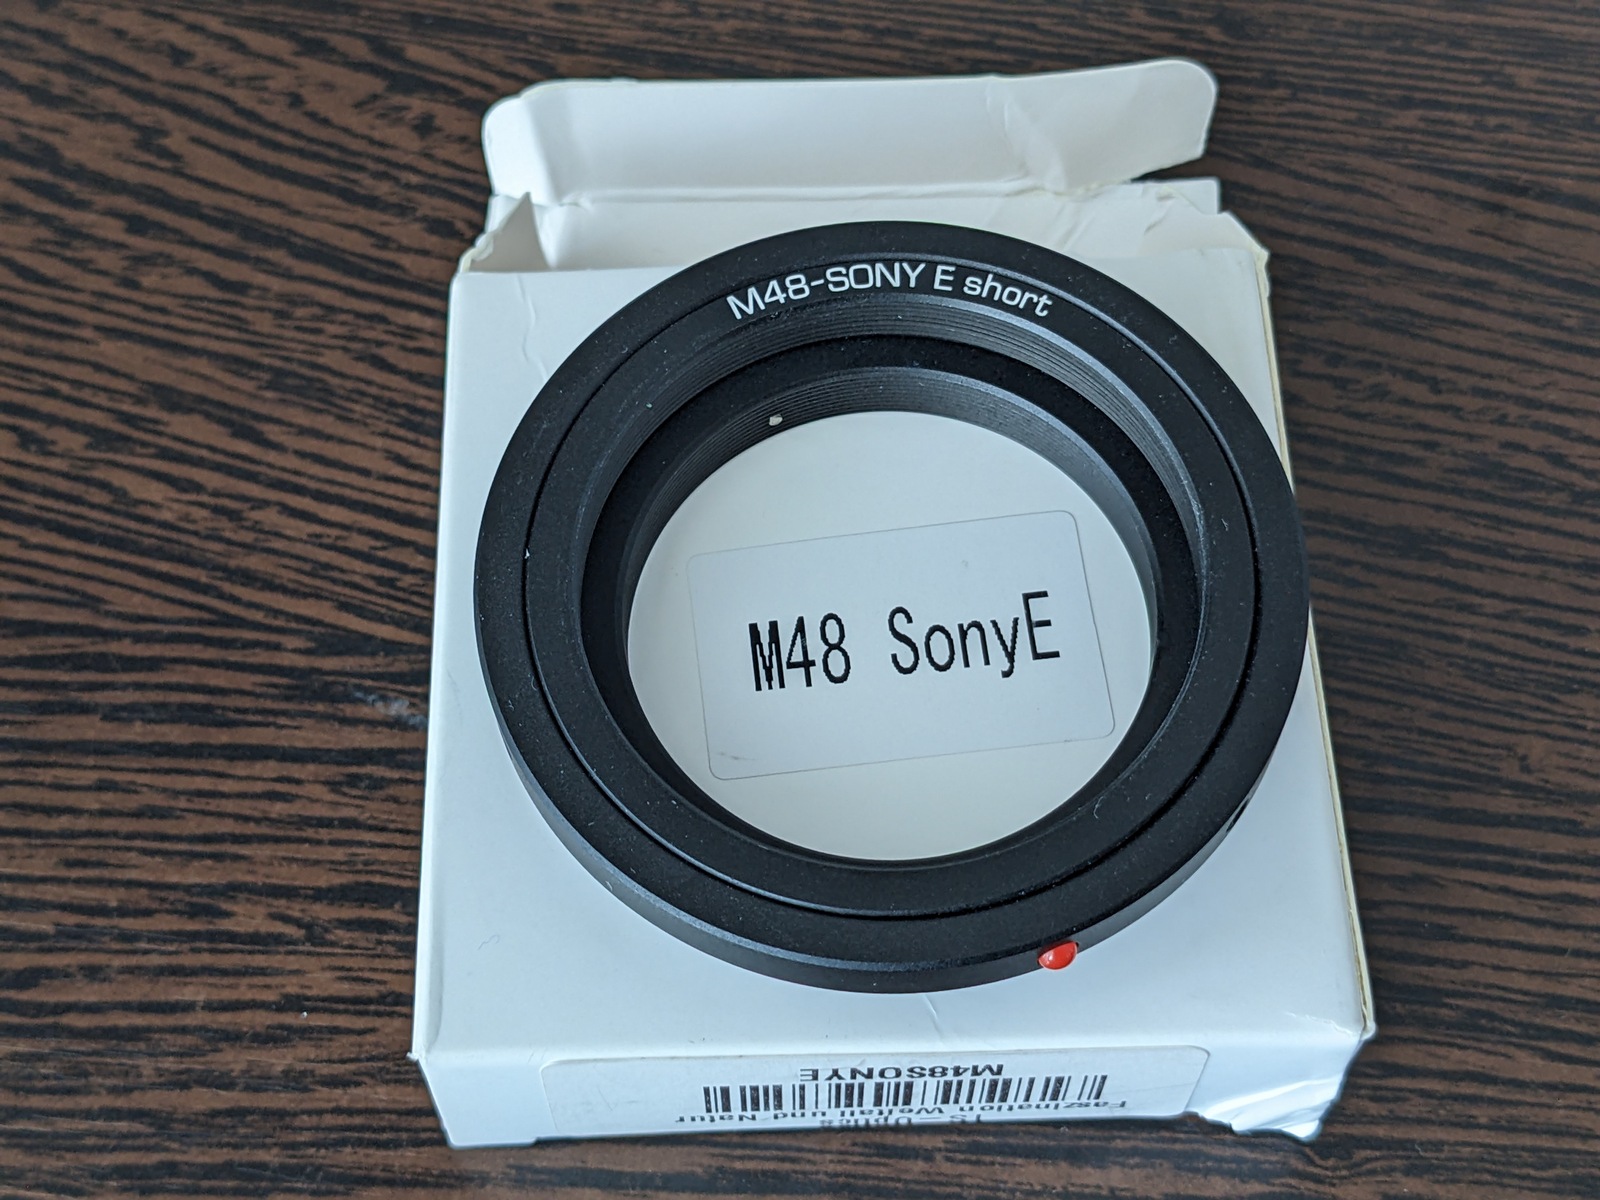 M48-SONY E short
M48 SonyE
TS-Optics
Faszination Weltall und Natur
M48SONYE